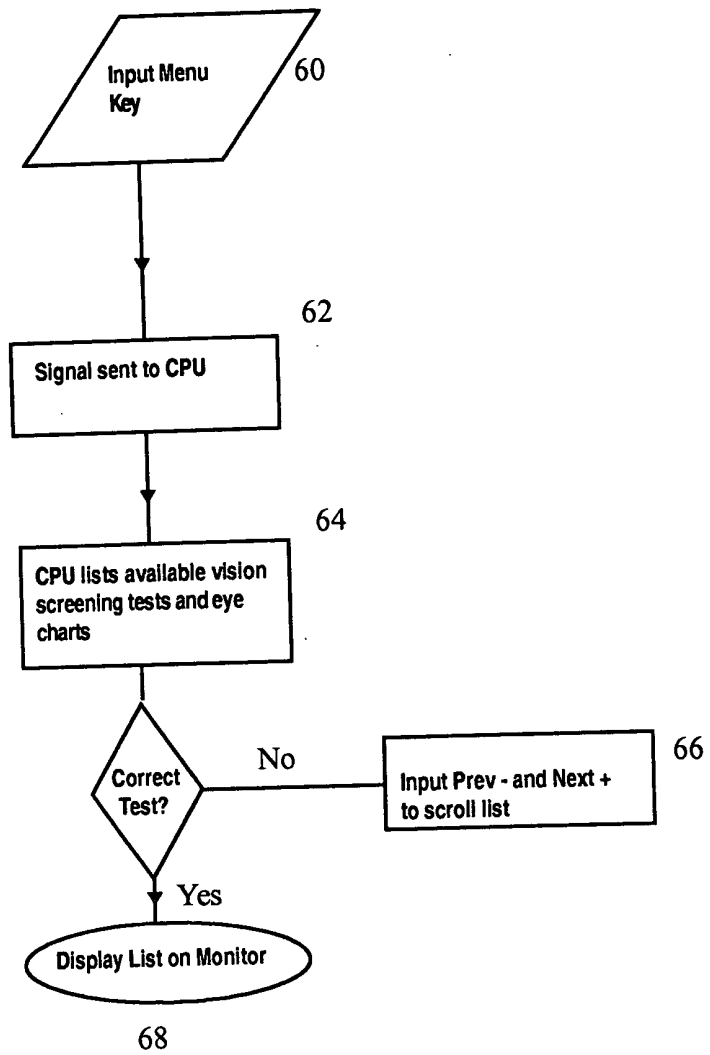 Input Menu
Key
60
62
Signal sent to CPU
64
CPU lists available vision
screening tests and eye
charts
Correct
Test?
No
66
Input Prev - and Next +
to scroll list
Yes
Display List on Monitor
68